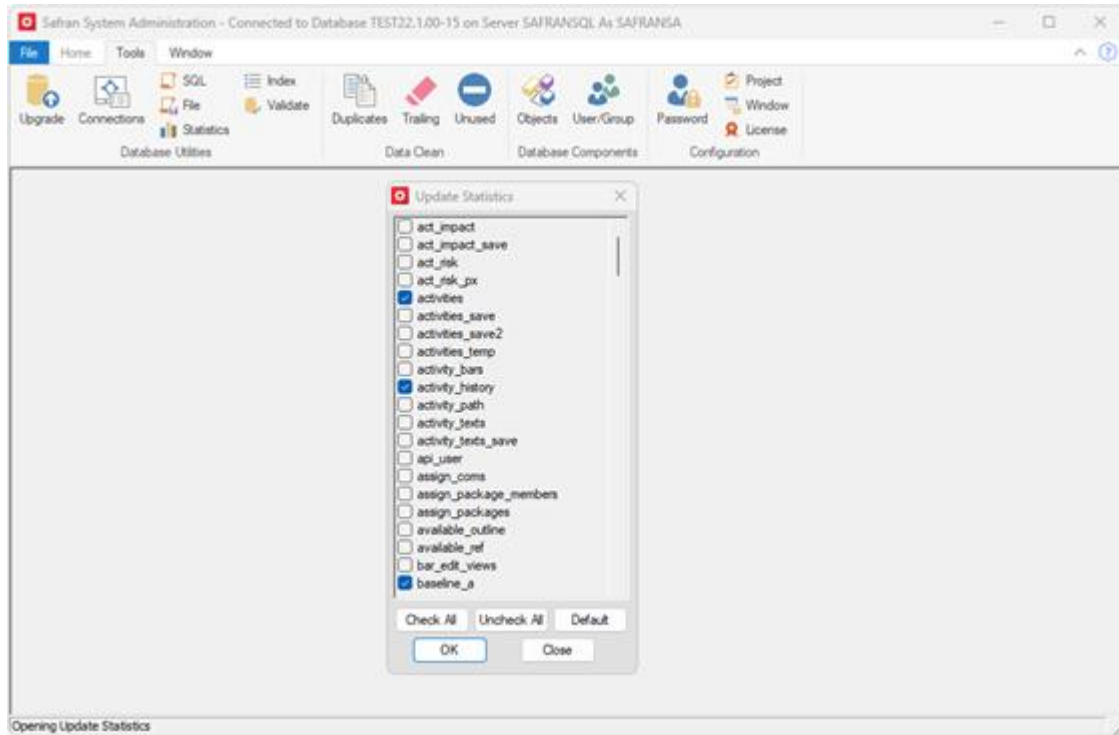 Safran System Administration - Connected to Database TEST22.1.00-15 on Server SAFRANSQL As SAFRANSA
File Home Tools Window
Upgrade
Connections
SQL
File
Statistics
Index
Validate
Database Utilities
Duplicates
Trailing
Unused
Data Clean
Objects
User/Group
Database Components
Password
Project
Window
License
Configuration
Update Statistics
act_impact
act_impact_save
act_risk
act_risk_px
activities
activities_save
activities_save2
activities_temp
activity_bars
activity_history
activity_path
activity_texts
activity_texts_save
api_user
assign_coms
assign_package_members
assign_packages
available_outline
available_ref
bar_edit_views
baseline_a
Check All Uncheck All Default
OK Close
Opening Update Statistics